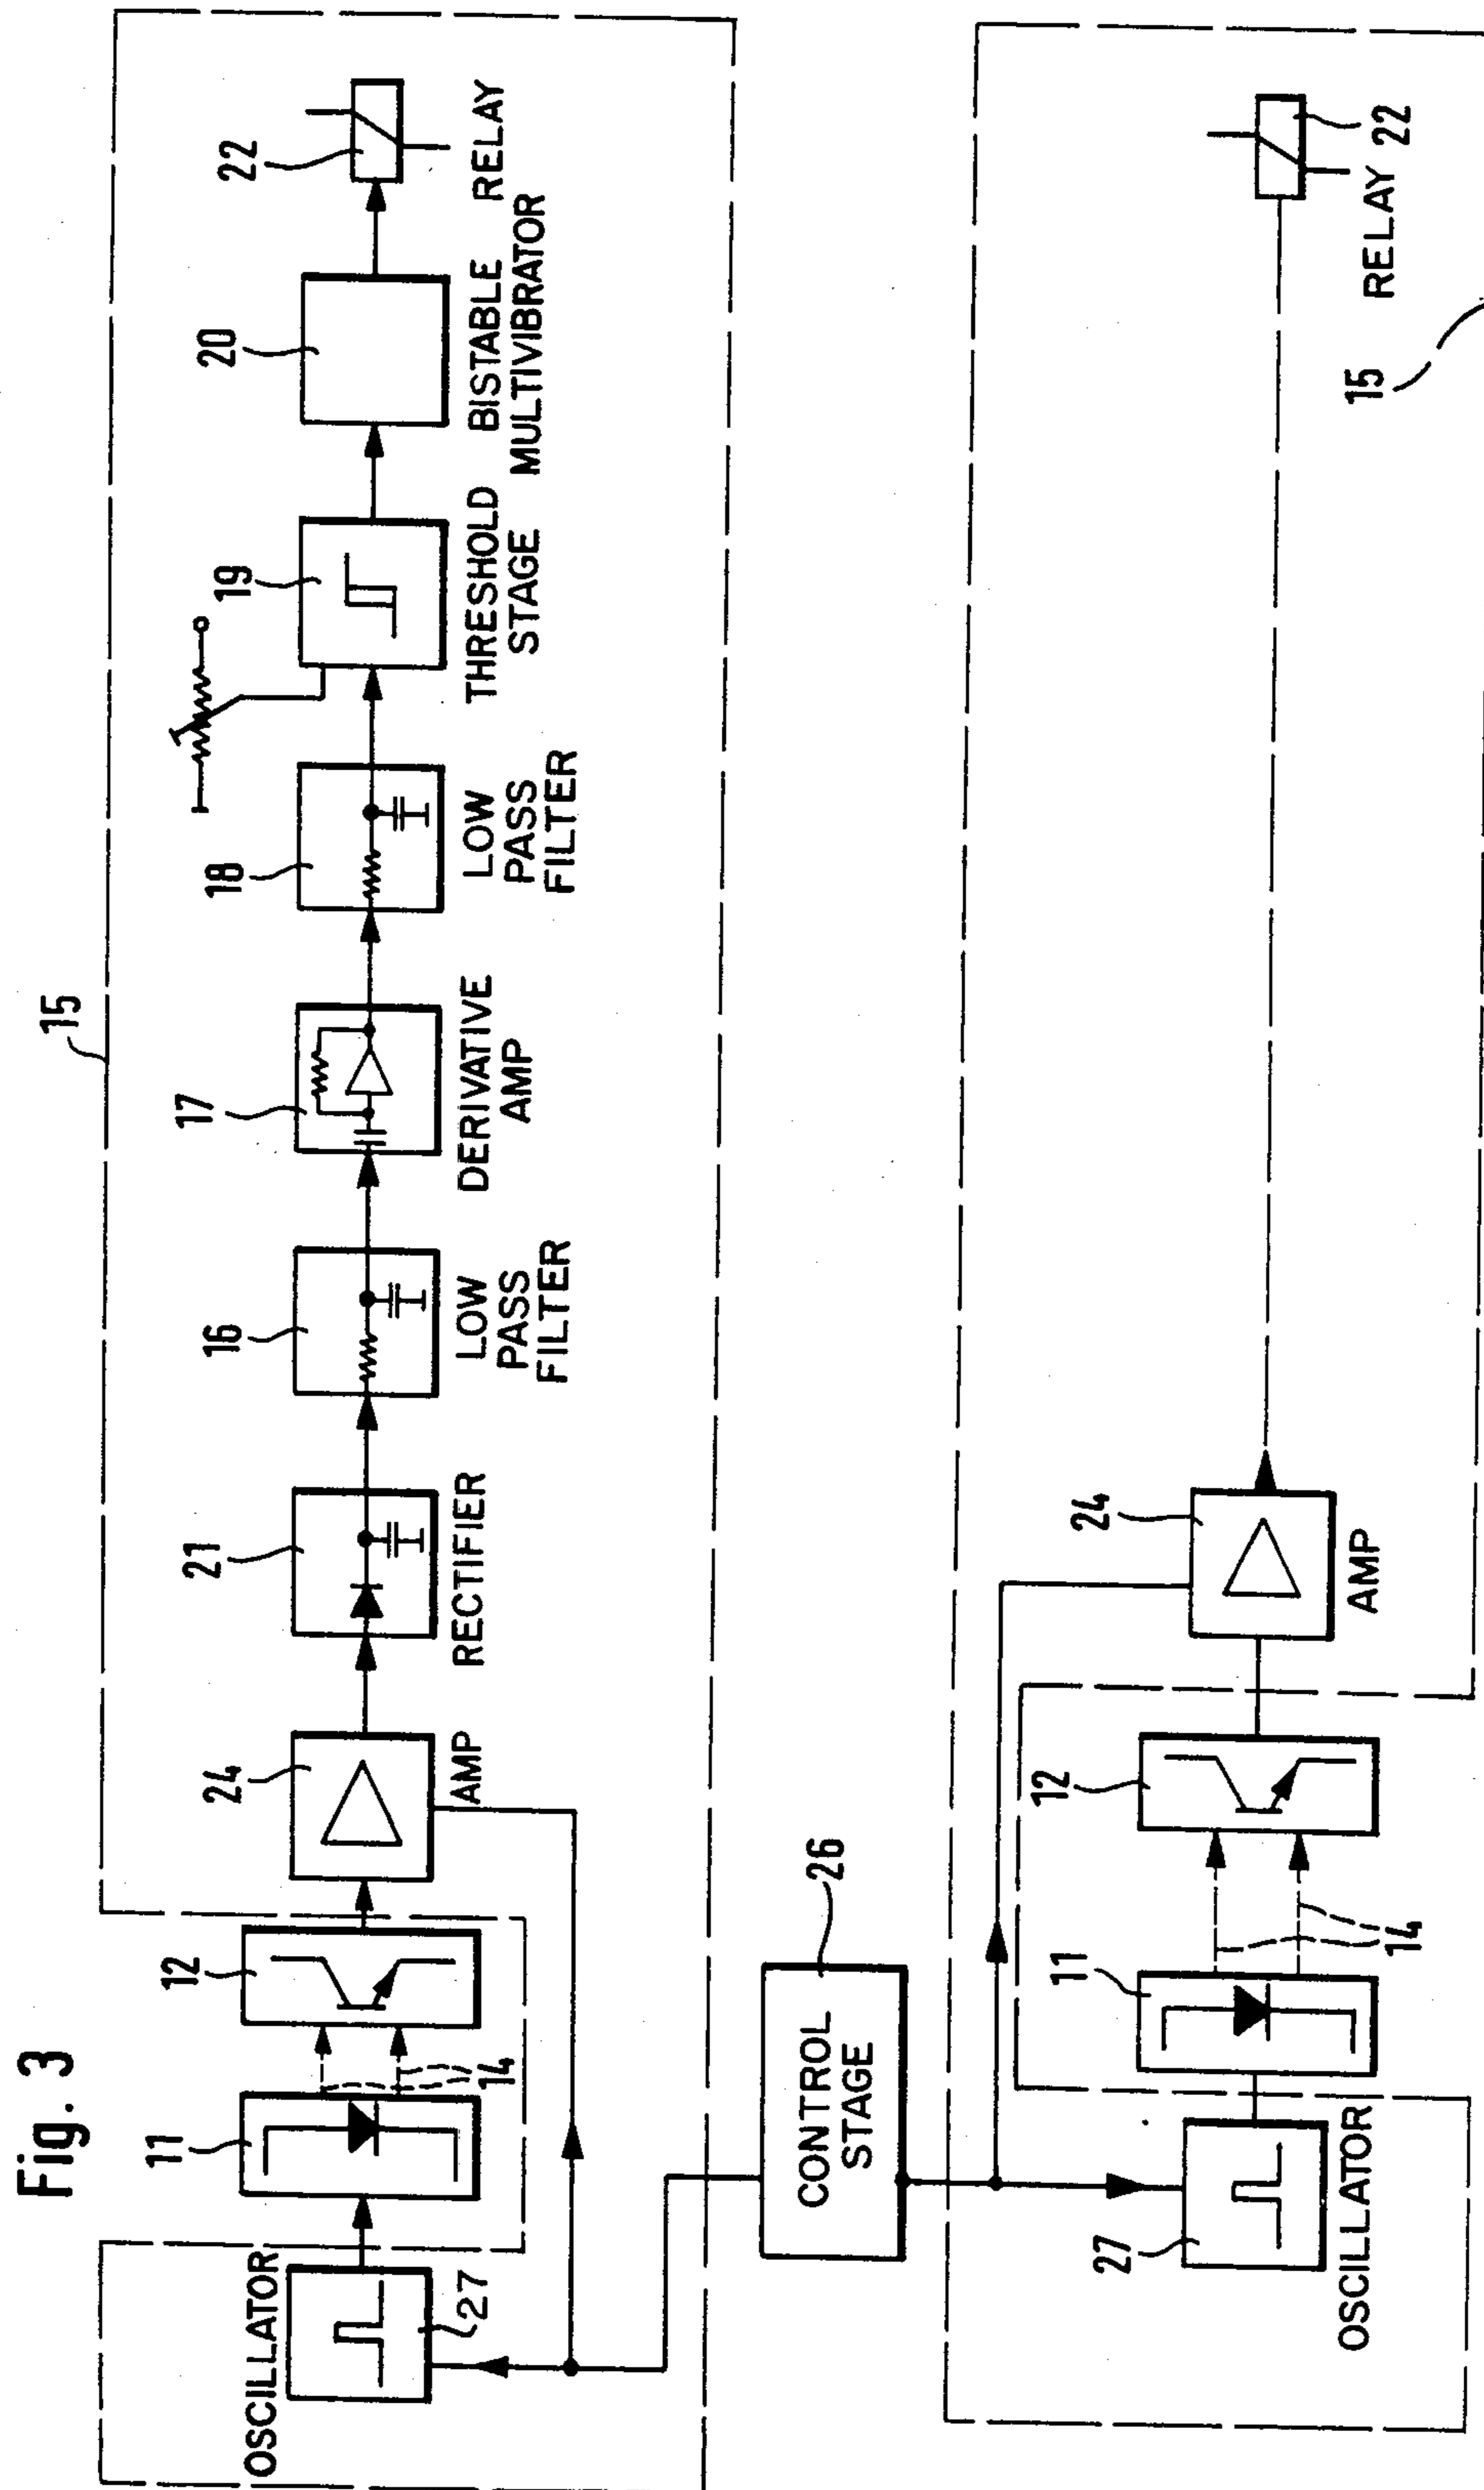 Fig. 3
15
OSCILLATOR
27
11
14
12
24
AMP
21
RECTIFIER
16
LOW
PASS
FILTER
17
DERIVATIVE
AMP
18
LOW
PASS
FILTER
19
THRESHOLD
STAGE
20
BISTABLE
MULTIVIBRATOR
22
RELAY
CONTROL
STAGE
26
27
OSCILLATOR
11
14
12
24
AMP
15
RELAY
22